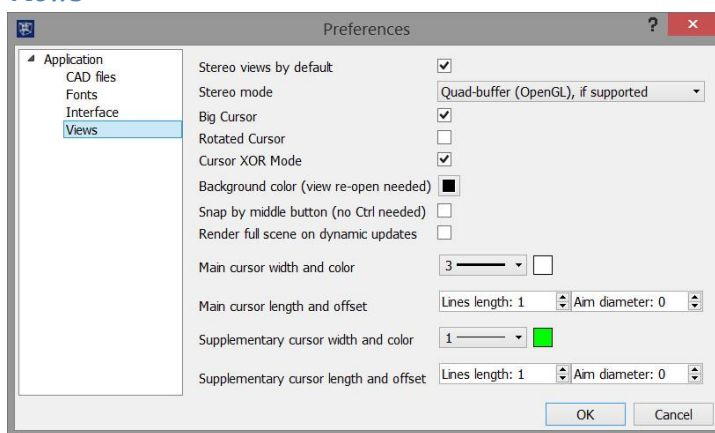 Preferences
?
Application
CAD files
Fonts
Interface
Views
Stereo views by default
Stereo mode Quad-buffer (OpenGL), if supported
Big Cursor
Rotated Cursor
Cursor XOR Mode
Background color (view re-open needed)
Snap by middle button (no Ctrl needed)
Render full scene on dynamic updates
Main cursor width and color 3
Main cursor length and offset Lines length: 1 Aim diameter: 0
Supplementary cursor width and color 1
Supplementary cursor length and offset Lines length: 1 Aim diameter: 0
OK Cancel